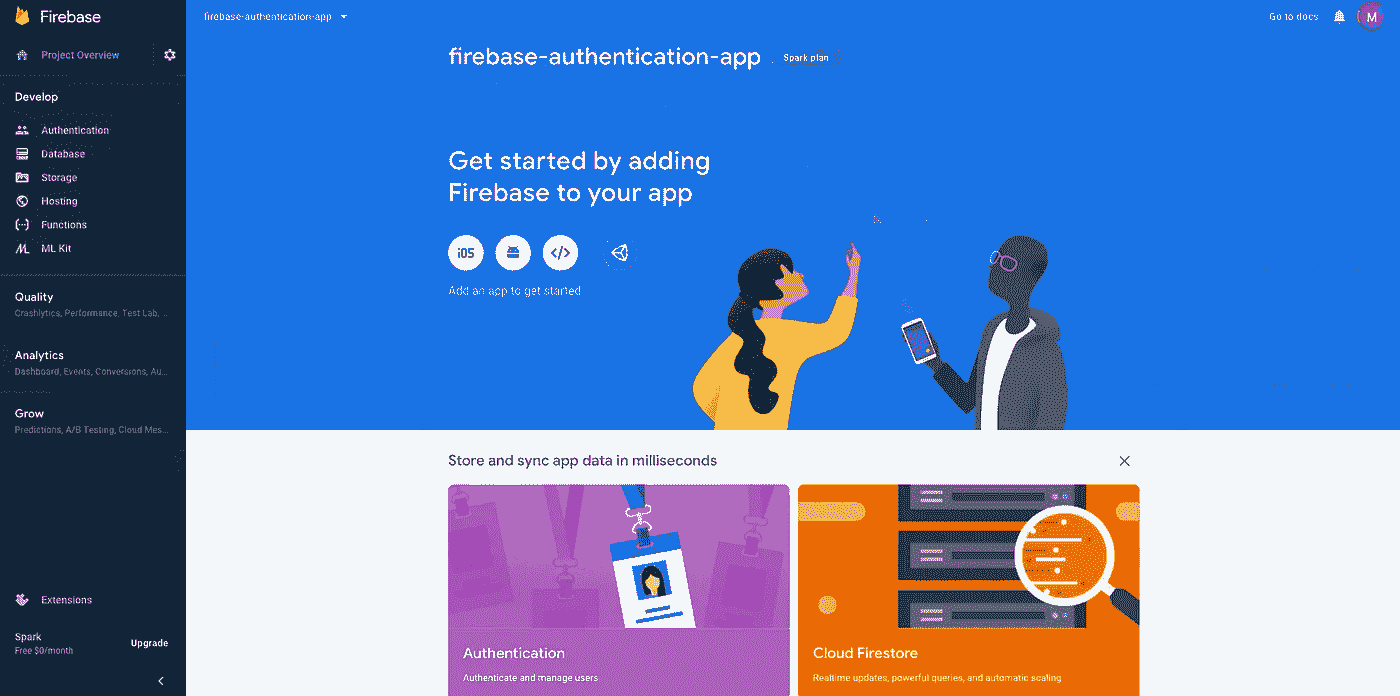 Firebase
Project Overview
Develop
Authentication
Database
Storage
Hosting
Functions
ML Kit
Quality
Crashlytics, Performance, Test Lab, ...
Analytics
Dashboard, Events, Conversions, Au...
Grow
Predictions, A/B Testing, Cloud Mes...
Extensions
Spark
Free $0/month
Upgrade
firebase-authentication-app
Go to docs
M
firebase-authentication-app
Spark plan
Get started by adding
Firebase to your app
iOS
Add an app to get started
Store and sync app data in milliseconds
Authentication
Authenticate and manage users
Cloud Firestore
Realtime updates, powerful queries, and automatic scaling